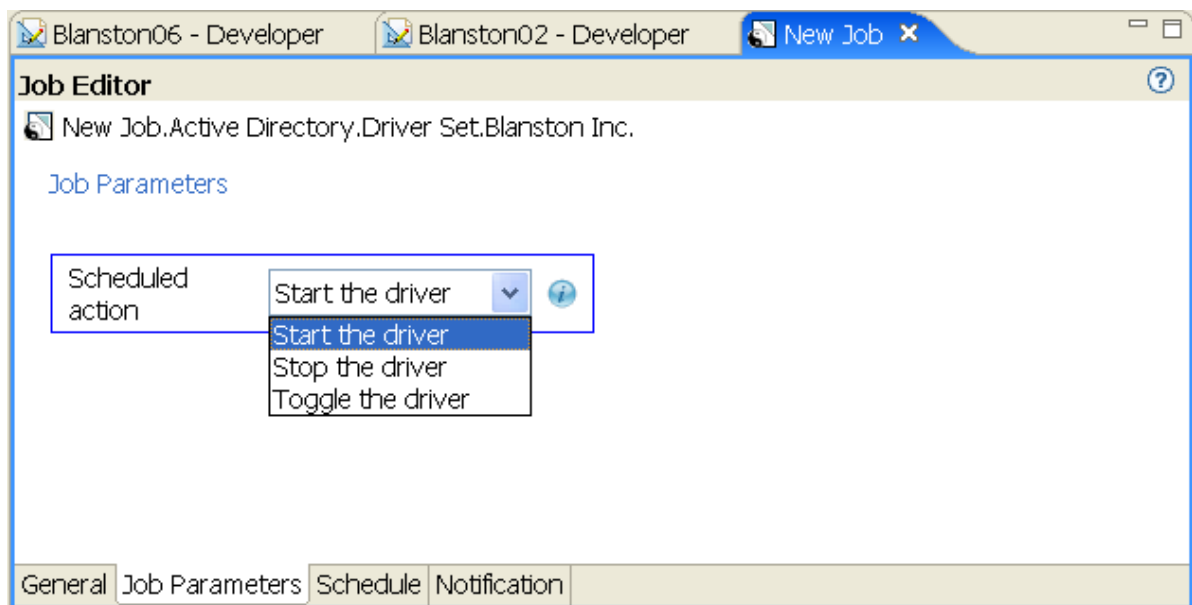 Blanston06 - Developer
Blanston02 - Developer
New Job
Job Editor
New Job.Active Directory.Driver Set.Blanston Inc.
Job Parameters
Scheduled
action
Start the driver
Start the driver
Stop the driver
Toggle the driver
General
Job Parameters
Schedule
Notification